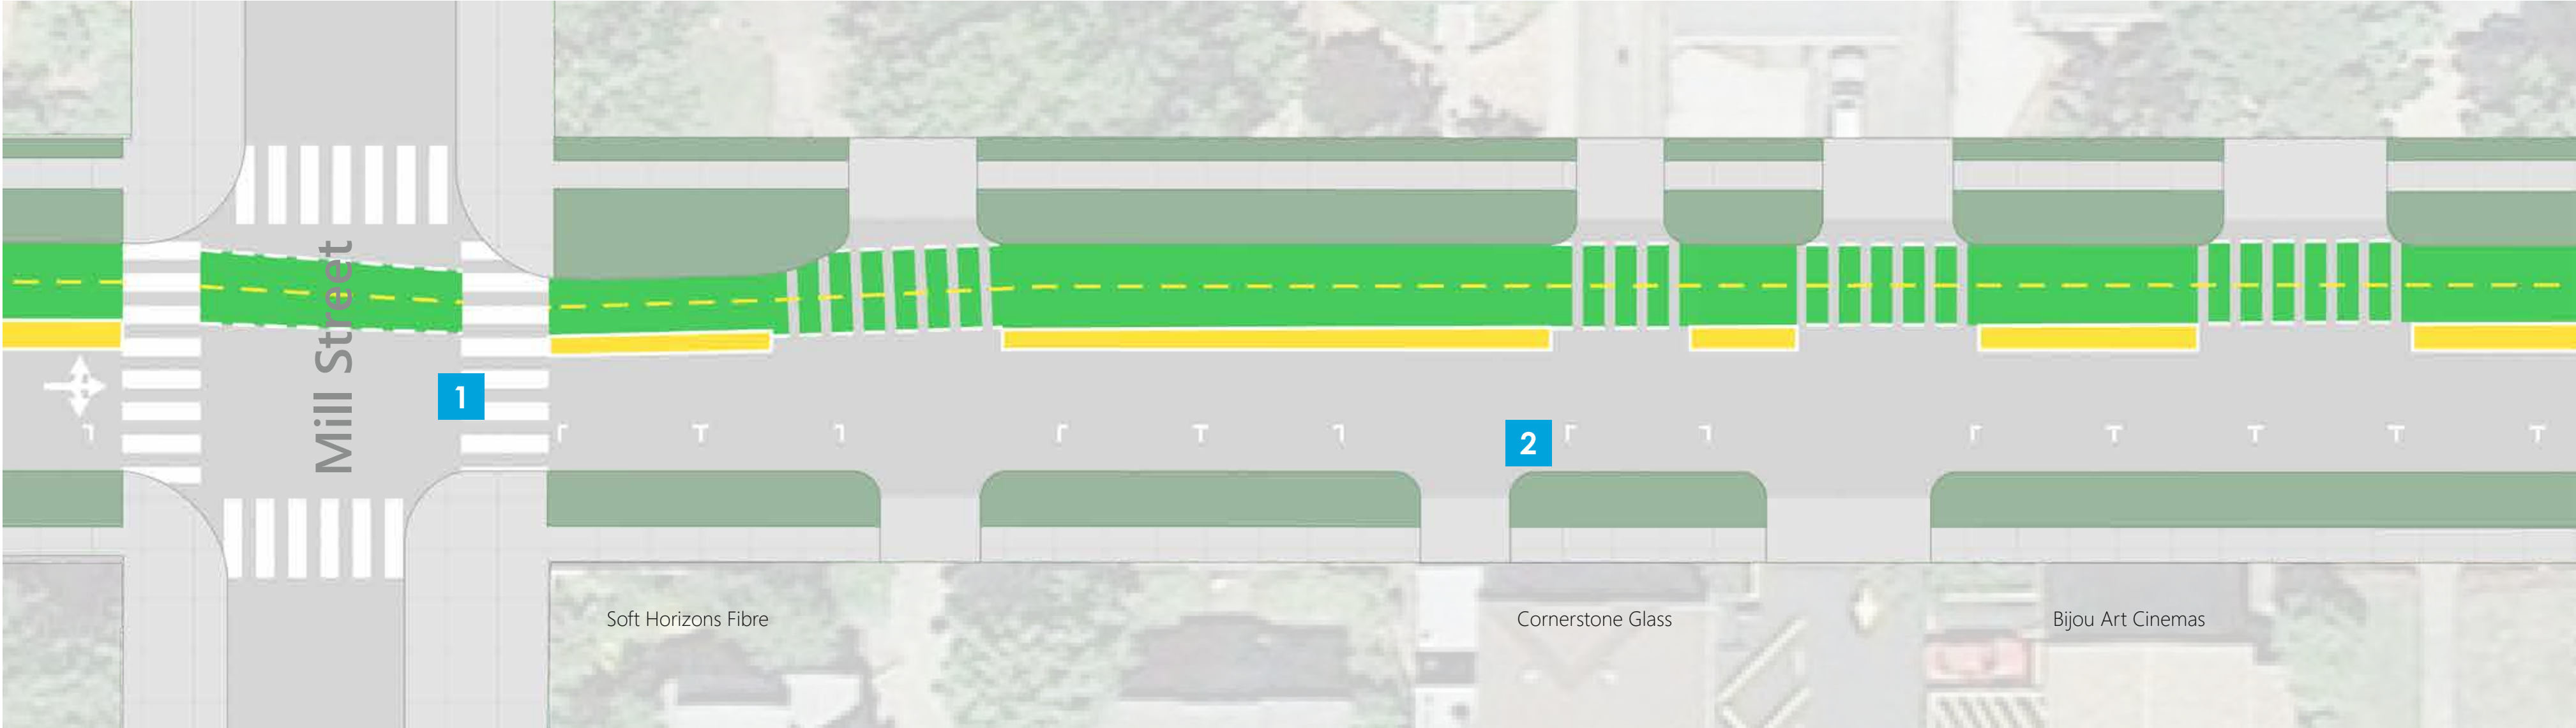 Mill Street
1
2
Soft Horizons Fibre
Cornerstone Glass
Bijou Art Cinemas